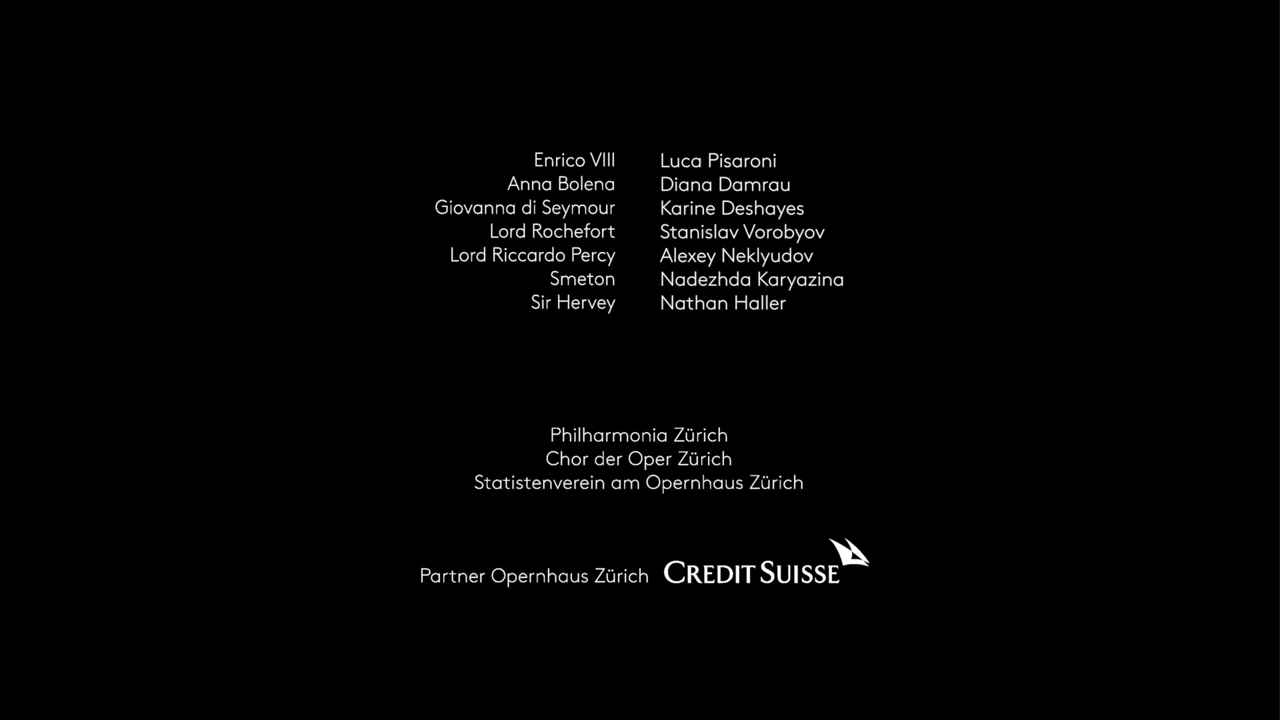 Enrico VIII Luca Pisaroni
Anna Bolena Diana Damrau
Giovanna di Seymour Karine Deshayes
Lord Rochefort Stanislav Vorobyov
Lord Riccardo Percy Alexey Neklyudov
Smeton Nadezhda Karyazina
Sir Hervey Nathan Haller
Philharmonia Zürich
Chor der Oper Zürich
Statistenverein am Opernhaus Zürich
Partner Opernhaus Zürich CREDIT SUISSE